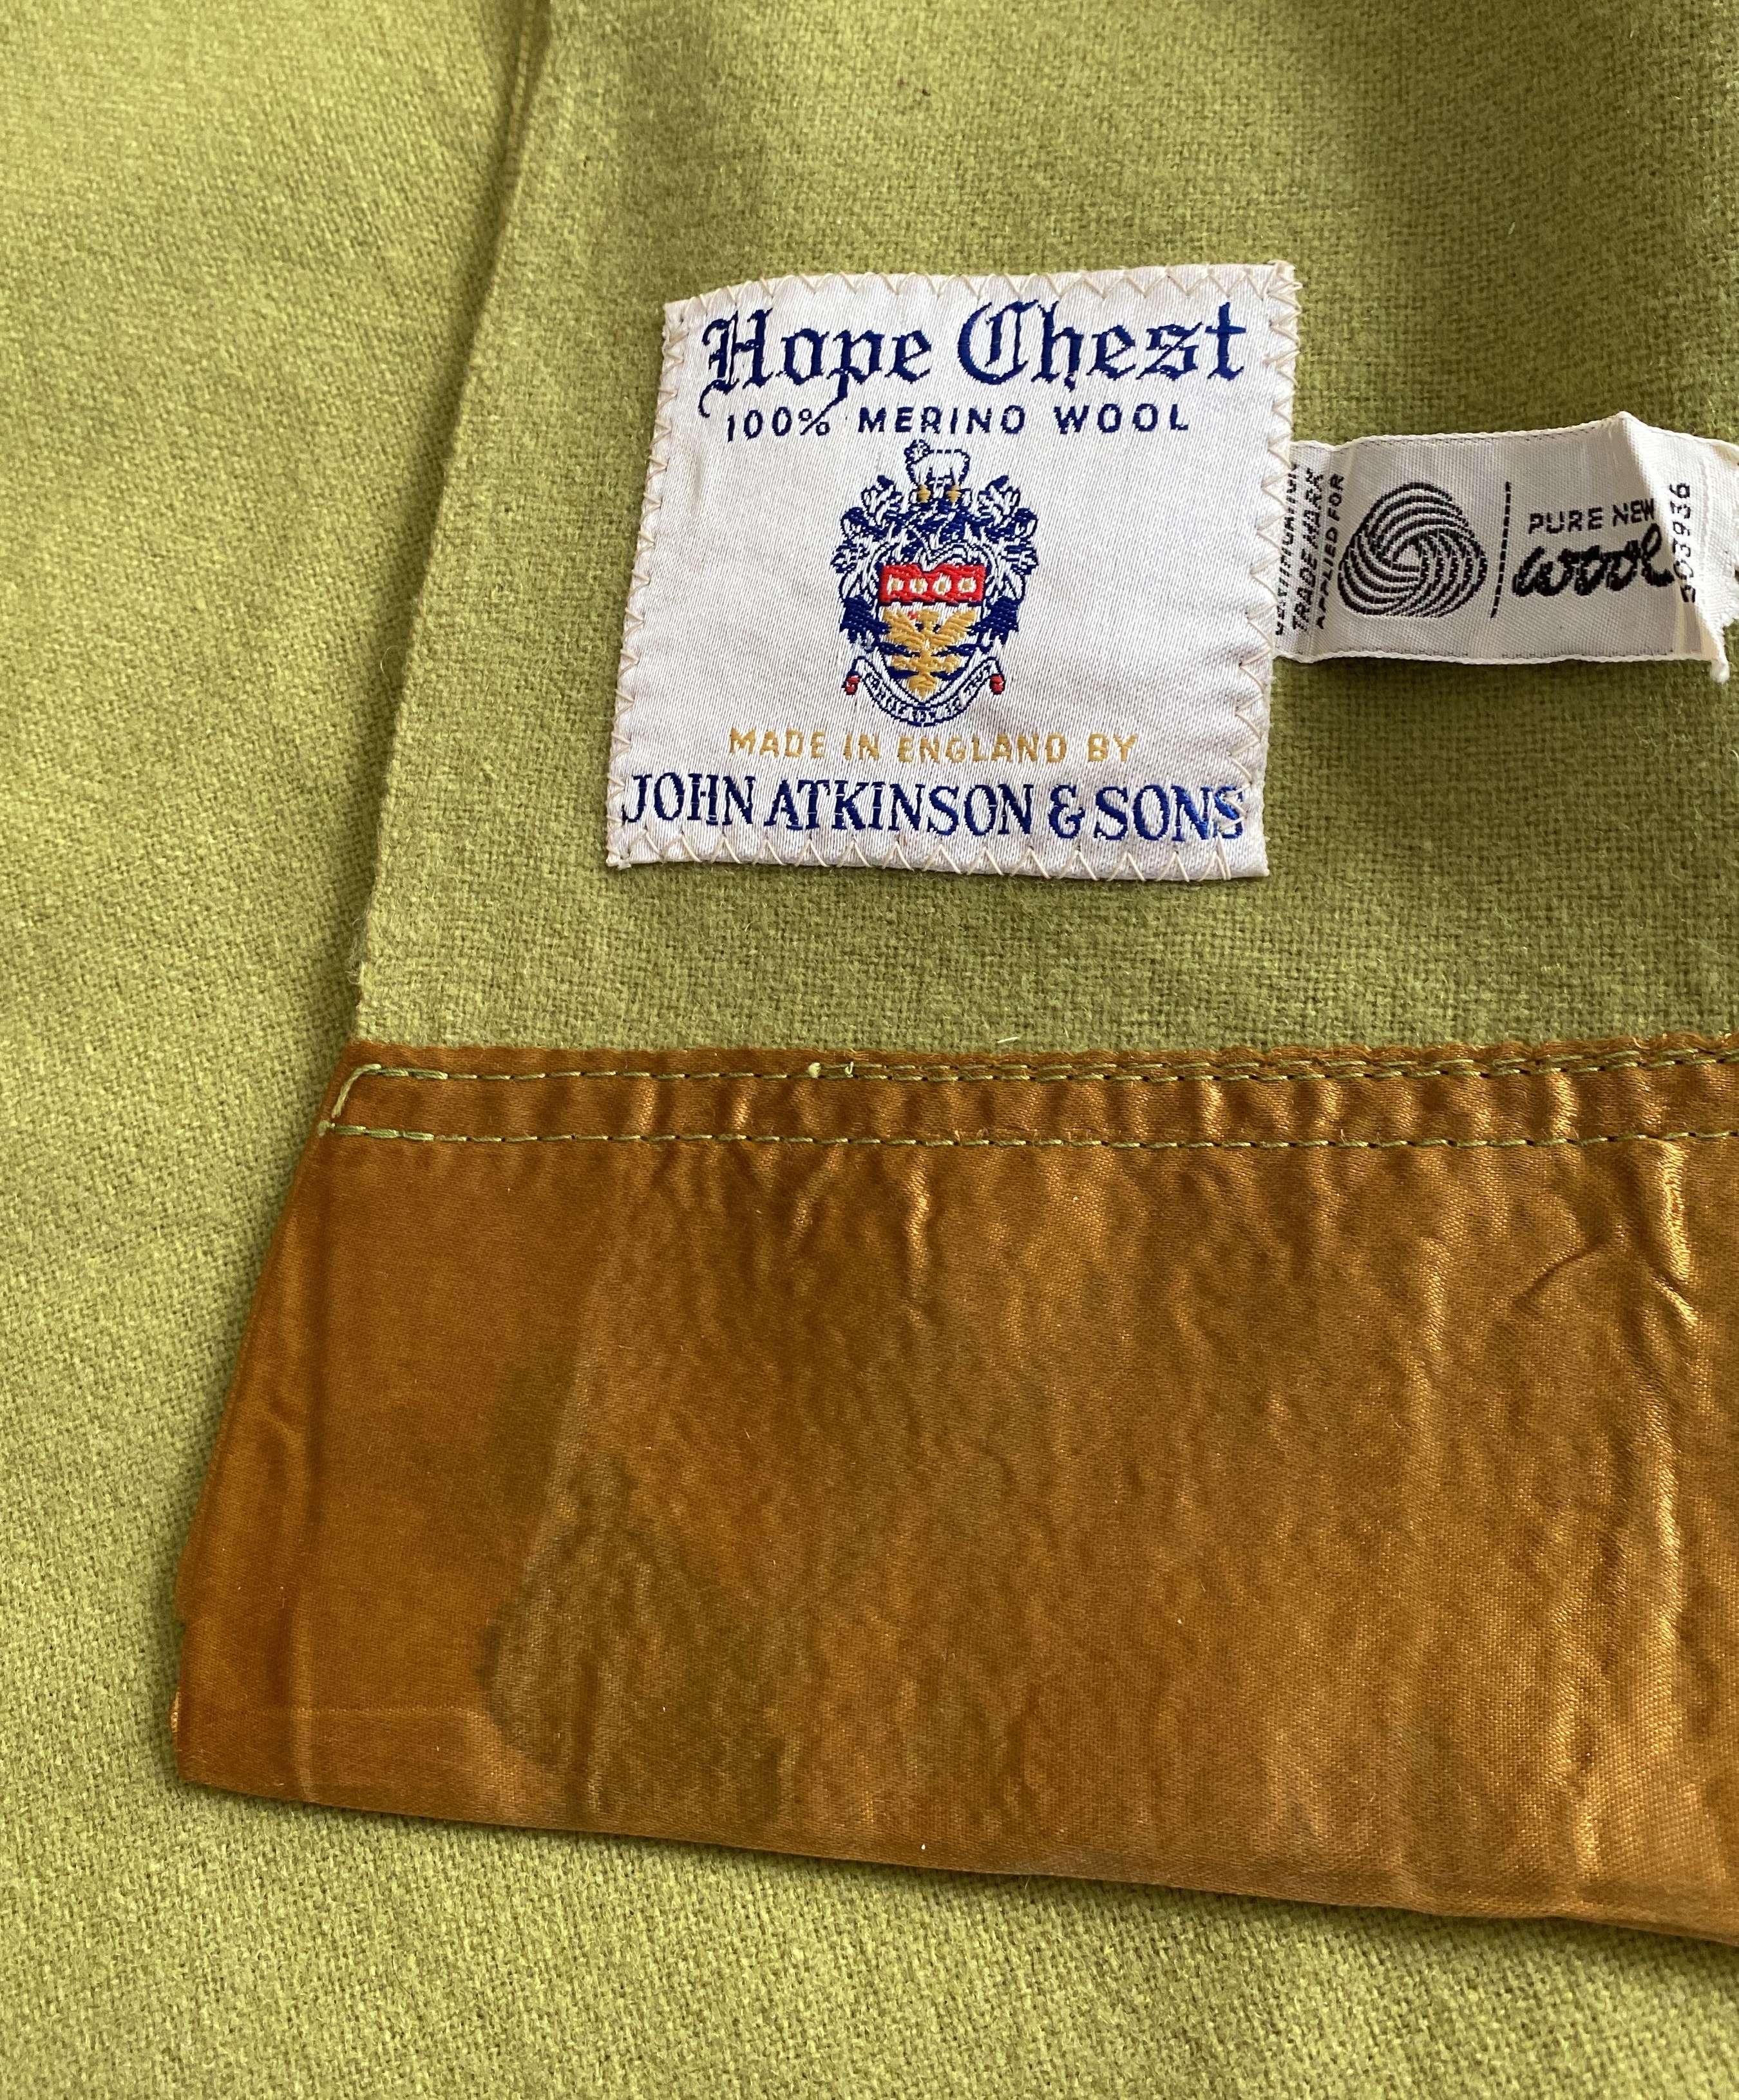 Hope Chest
100% MERINO WOOL
MADE IN ENGLAND BY
JOHN ATKINSON & SONS
TRADE MARK
APPLIED FOR
PURE NEW
wool